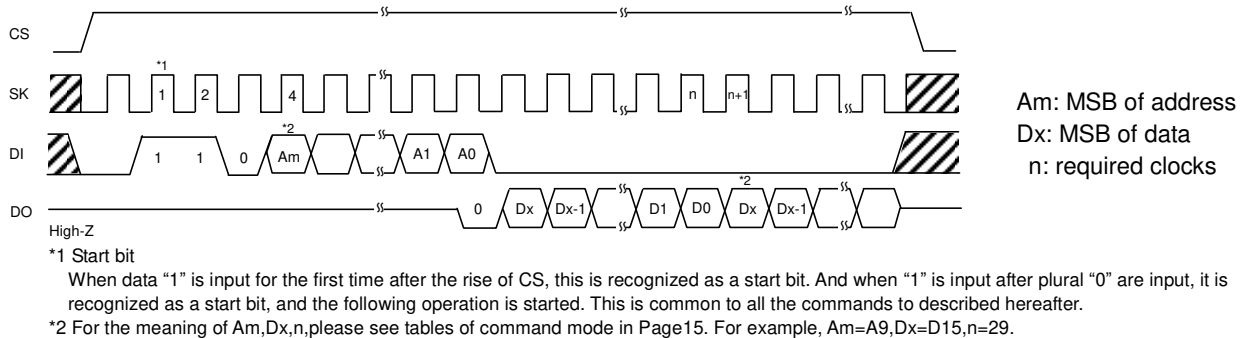 CS
*1
SK 1 2 4 n n+1
*2
DI 1 1 0 Am A1 A0
*2
DO 0 Dx Dx-1 D1 D0 Dx Dx-1
High-Z
Am: MSB of address
Dx: MSB of data
n: required clocks
*1 Start bit
When data “1” is input for the first time after the rise of CS, this is recognized as a start bit. And when “1” is input after plural “0” are input, it is
recognized as a start bit, and the following operation is started. This is common to all the commands to described hereafter.
*2 For the meaning of Am,Dx,n,please see tables of command mode in Page15. For example, Am=A9,Dx=D15,n=29.